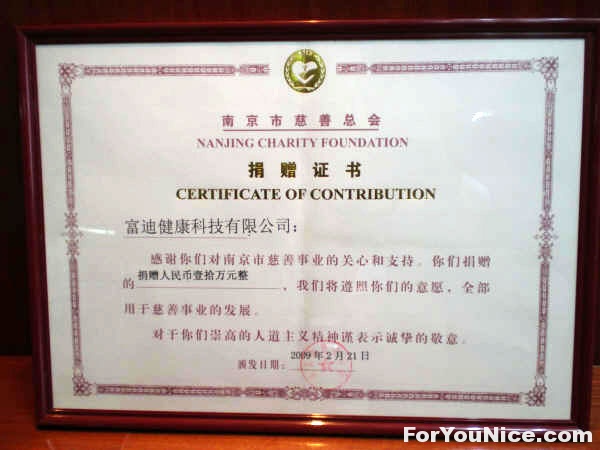 南京市慈善总会
NANJING CHARITY FOUNDATION
捐赠证书
CERTIFICATE OF CONTRIBUTION
富迪健康科技有限公司：
感谢你们对南京市慈善事业的关心和支持。你们捐赠
的捐赠人民币壹拾万元整，我们将遵照你们的意愿，全部
用于慈善事业的发展。
对于你们崇高的人道主义精神谨表示诚挚的敬意。
颁发日期：2009年2月21日
ForYouNice.com